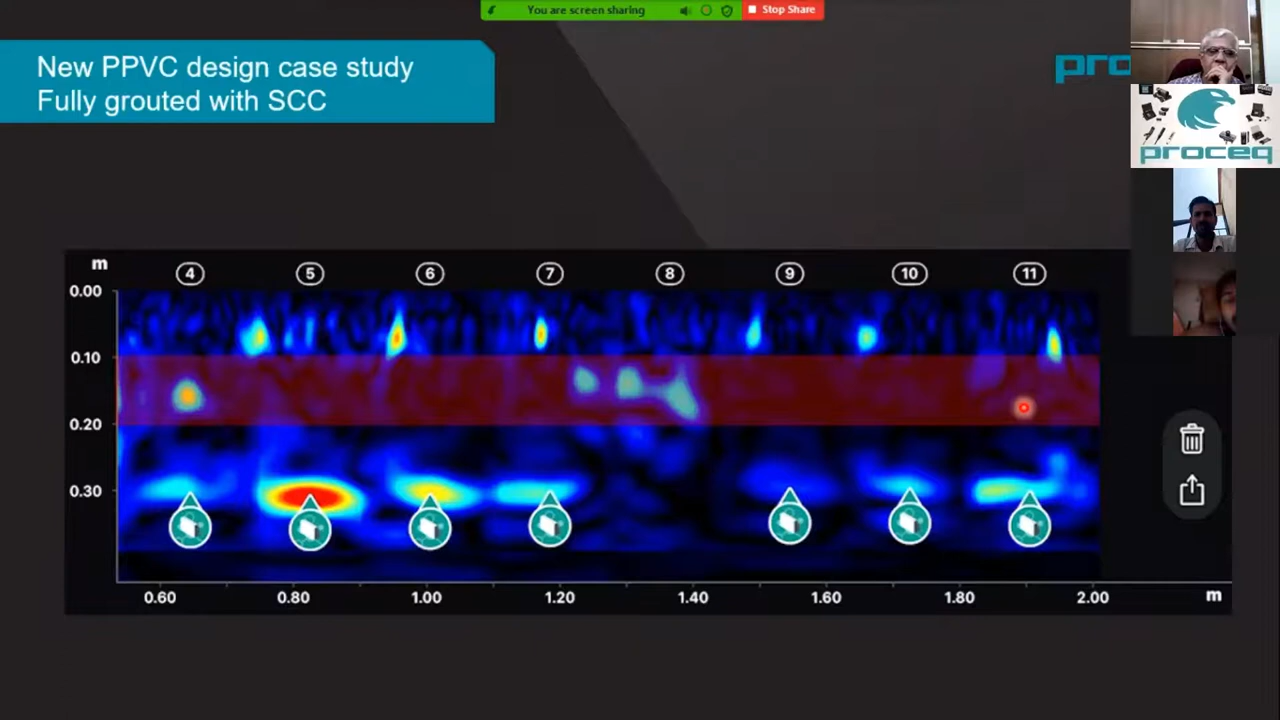 You are screen sharing
Stop Share
New PPVC design case study
Fully grouted with SCC
proceq
m
4 5 6 7 8 9 10 11
0.00
0.10
0.20
0.30
0.60 0.80 1.00 1.20 1.40 1.60 1.80 2.00 m